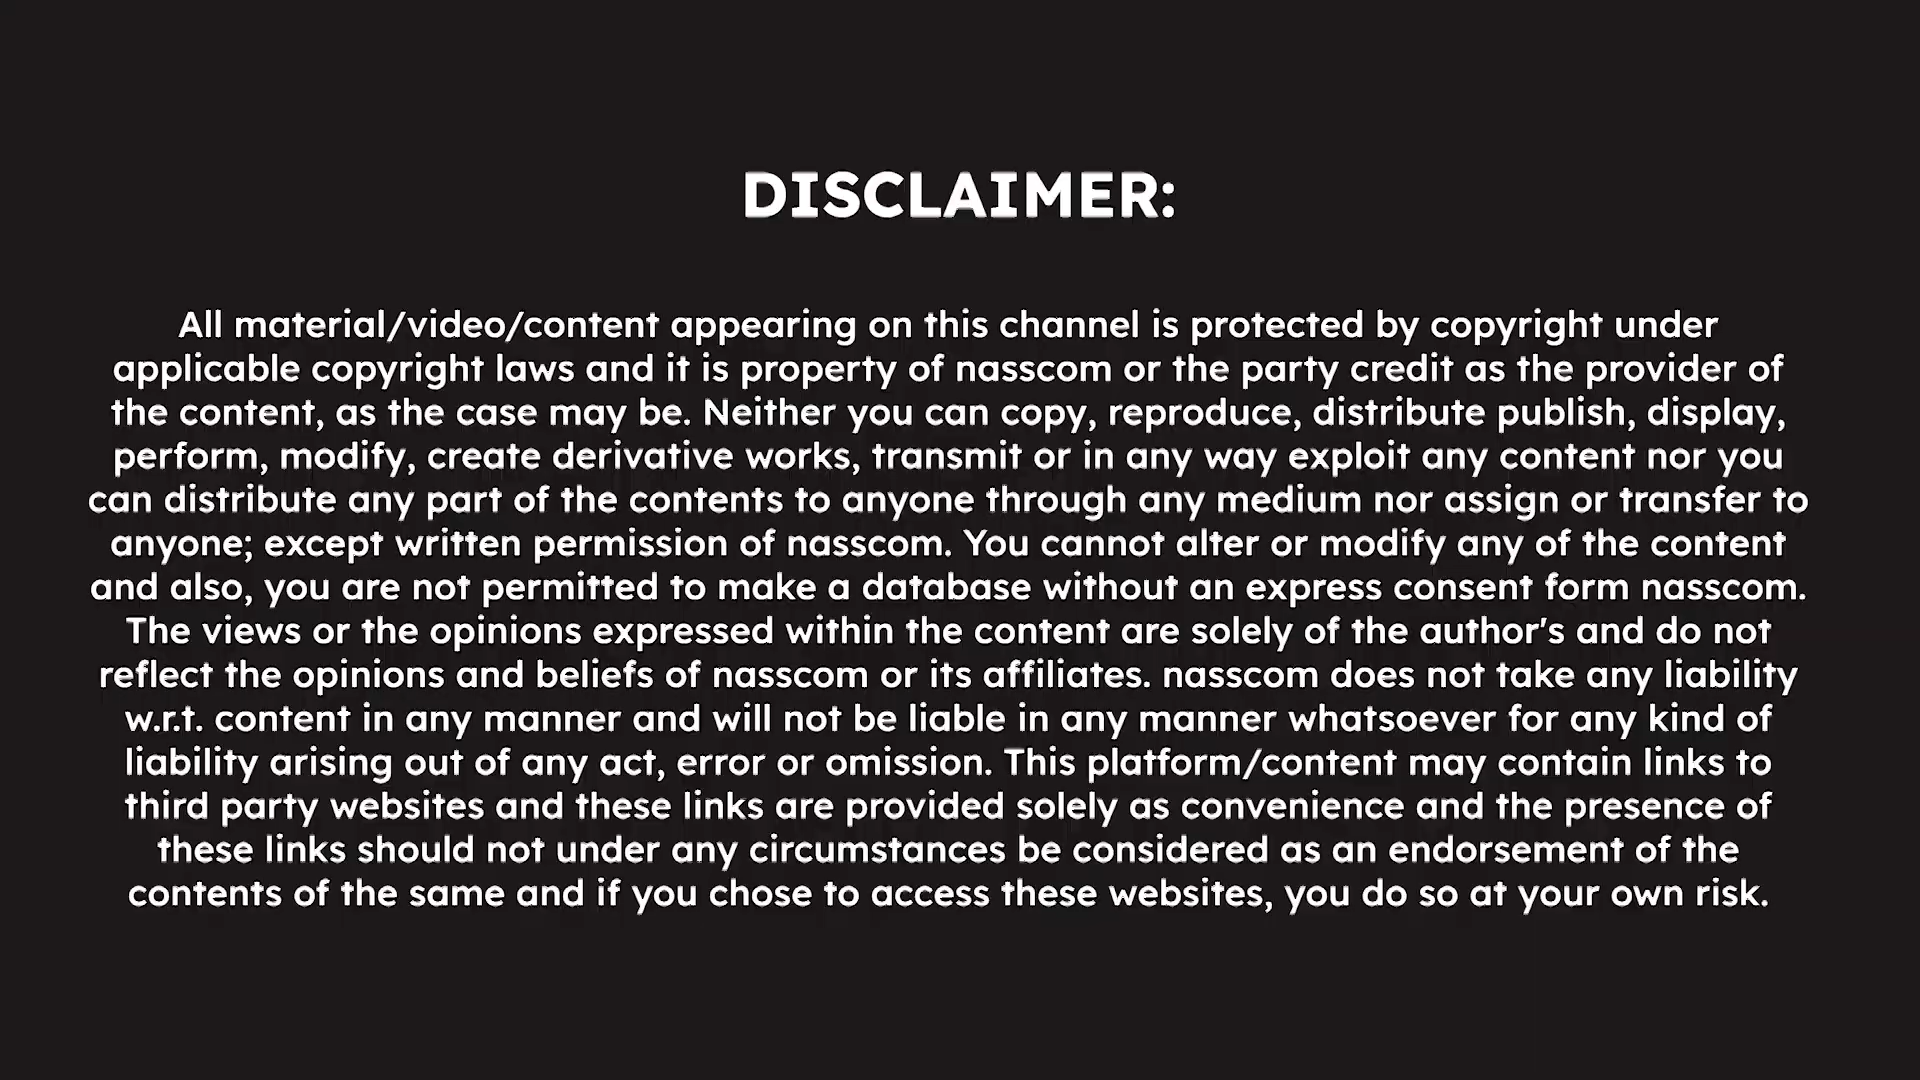 DISCLAIMER:
All material/video/content appearing on this channel is protected by copyright under
applicable copyright laws and it is property of nasscom or the party credit as the provider of
the content, as the case may be. Neither you can copy, reproduce, distribute publish, display,
perform, modify, create derivative works, transmit or in any way exploit any content nor you
can distribute any part of the contents to anyone through any medium nor assign or transfer to
anyone; except written permission of nasscom. You cannot alter or modify any of the content
and also, you are not permitted to make a database without an express consent form nasscom.
The views or the opinions expressed within the content are solely of the author's and do not
reflect the opinions and beliefs of nasscom or its affiliates. nasscom does not take any liability
w.r.t. content in any manner and will not be liable in any manner whatsoever for any kind of
liability arising out of any act, error or omission. This platform/content may contain links to
third party websites and these links are provided solely as convenience and the presence of
these links should not under any circumstances be considered as an endorsement of the
contents of the same and if you chose to access these websites, you do so at your own risk.